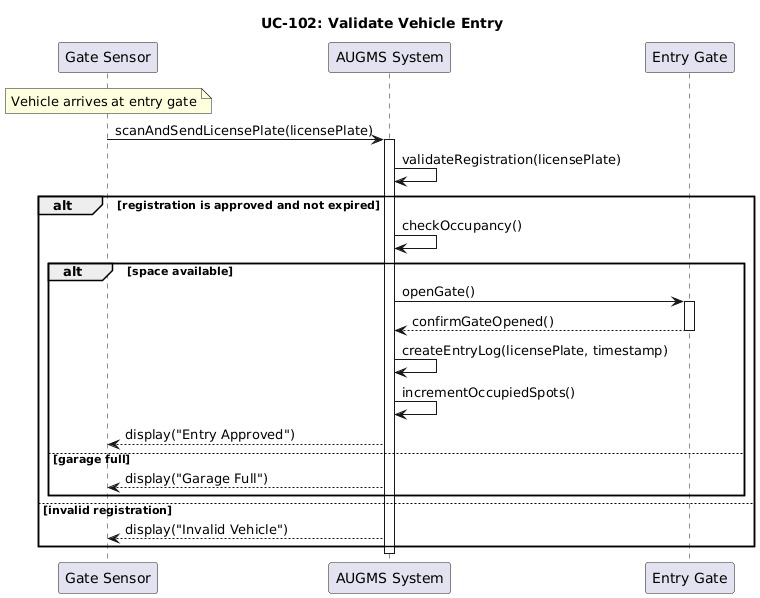 UC-102: Validate Vehicle Entry
Gate Sensor
AUGMS System
Entry Gate
Vehicle arrives at entry gate
scanAndSendLicensePlate(licensePlate)
validateRegistration(licensePlate)
alt
[registration is approved and not expired]
checkOccupancy()
alt
[space available]
openGate()
confirmGateOpened()
createEntryLog(licensePlate, timestamp)
incrementOccupiedSpots()
display("Entry Approved")
[garage full]
display("Garage Full")
[invalid registration]
display("Invalid Vehicle")
Gate Sensor
AUGMS System
Entry Gate